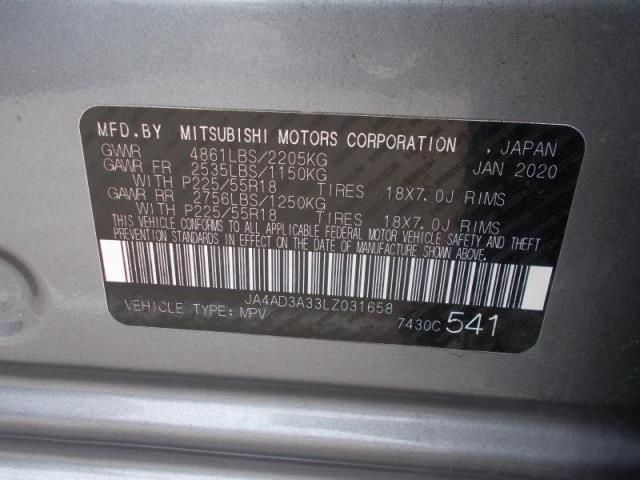 MFD.BY MITSUBISHI MOTORS CORPORATION , JAPAN
GVWR 4861LBS/2205KG JAN 2020
GAWR FR 2535LBS/1150KG
WITH P225/55R18 TIRES 18X7.0J RIMS
GAWR RR 2756LBS/1250KG
WITH P225/55R18 TIRES 18X7.0J RIMS
THIS VEHICLE CONFORMS TO ALL APPLICABLE FEDERAL MOTOR VEHICLE SAFETY AND THEFT
PREVENTION STANDARDS IN EFFECT ON THE DATE OF MANUFACTURE SHOWN ABOVE.
JA4AD3A33LZ031658
VEHICLE TYPE: MPV 7430C 541